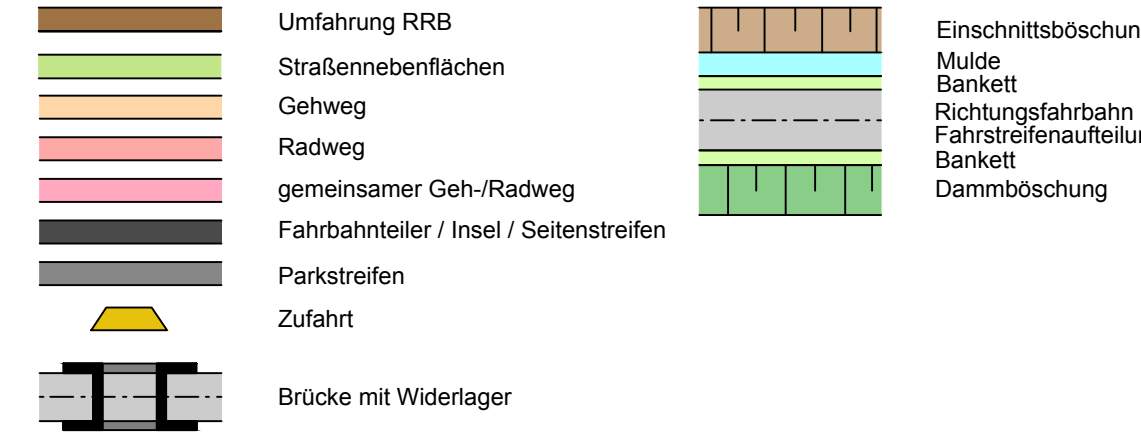 Umfahrung RRB
Straßennebenflächen
Gehweg
Radweg
gemeinsamer Geh-/Radweg
Fahrbahnteiler / Insel / Seitenstreifen
Parkstreifen
Zufahrt
Brücke mit Widerlager
Einschnittsböschun
Mulde
Bankett
Richtungsfahrbahn
Fahrstreifenaufteilu
Bankett
Dammböschung